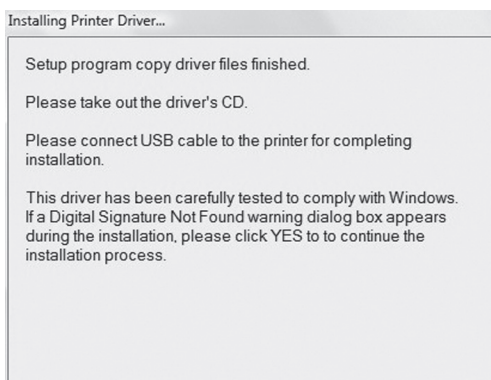 Installing Printer Driver...
Setup program copy driver files finished.
Please take out the driver's CD.
Please connect USB cable to the printer for completing
installation.
This driver has been carefully tested to comply with Windows.
If a Digital Signature Not Found warning dialog box appears
during the installation, please click YES to to continue the
installation process.